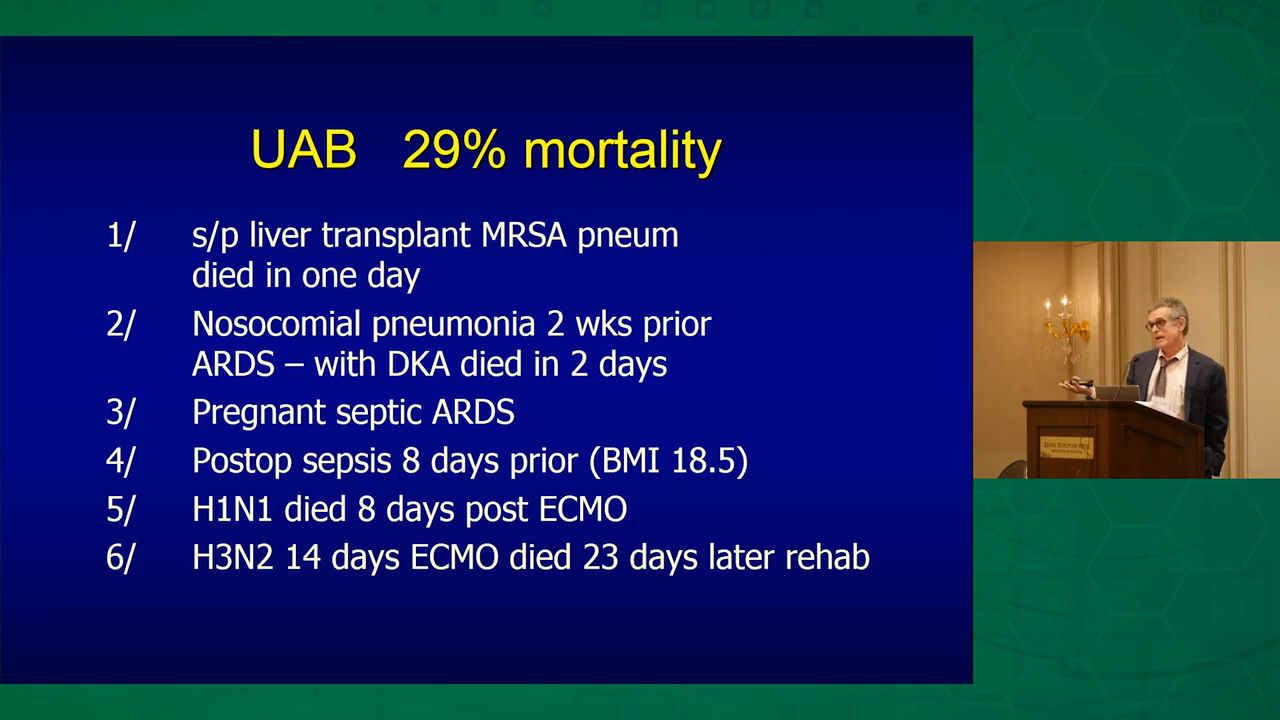 UAB 29% mortality
1/ s/p liver transplant MRSA pneum
died in one day
2/ Nosocomial pneumonia 2 wks prior
ARDS – with DKA died in 2 days
3/ Pregnant septic ARDS
4/ Postop sepsis 8 days prior (BMI 18.5)
5/ H1N1 died 8 days post ECMO
6/ H3N2 14 days ECMO died 23 days later rehab